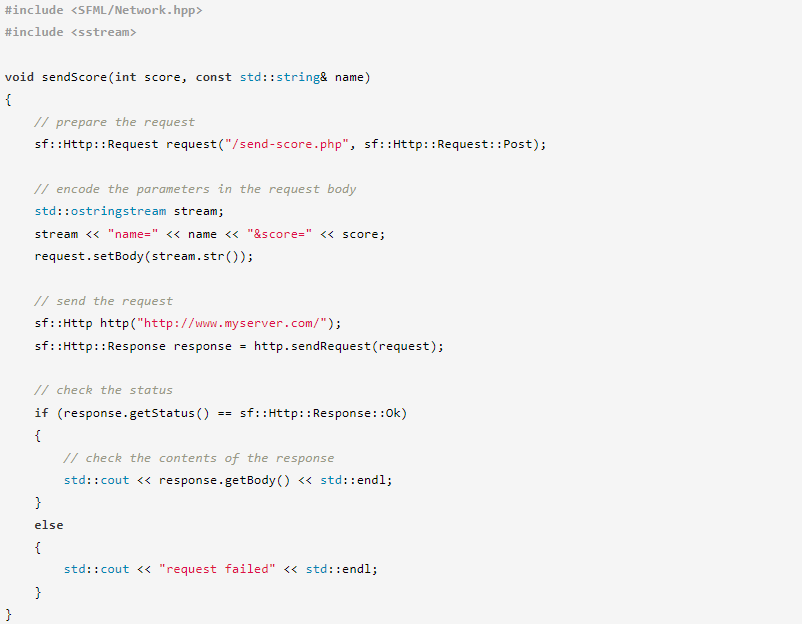 #include <SFML/Network.hpp>
#include <sstream>
void sendScore(int score, const std::string& name)
{
// prepare the request
sf::Http::Request request("/send-score.php", sf::Http::Request::Post);
// encode the parameters in the request body
std::ostringstream stream;
stream << "name=" << name << "&score=" << score;
request.setBody(stream.str());
// send the request
sf::Http http("http://www.myserver.com/");
sf::Http::Response response = http.sendRequest(request);
// check the status
if (response.getStatus() == sf::Http::Response::Ok)
{
// check the contents of the response
std::cout << response.getBody() << std::endl;
}
else
{
std::cout << "request failed" << std::endl;
}
}